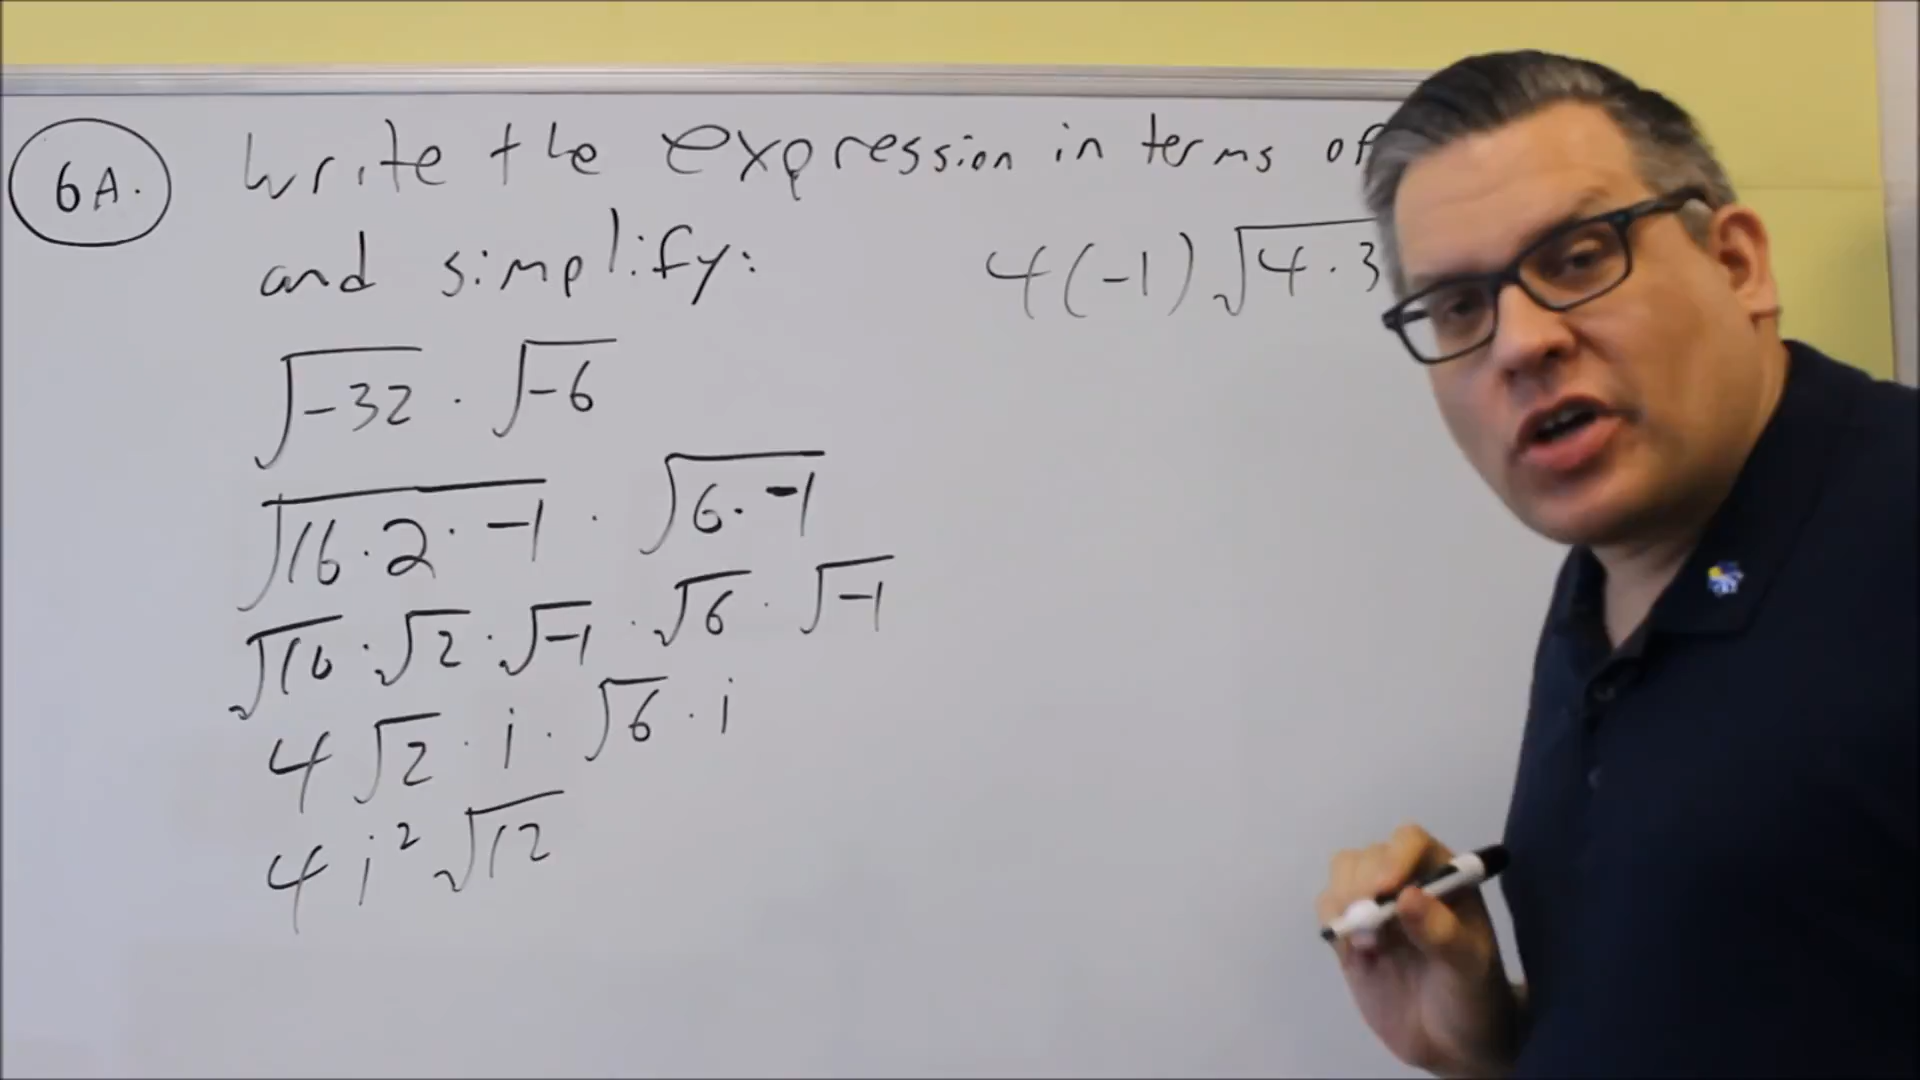 6A. Write the expression in terms of
and simplify:
√-32 · √-6
√16·2·-1 · √6·-1
√16·√2·√-1·√6·√-1
4√2·i·√6·i
4i²√12
4(-1)√4·3